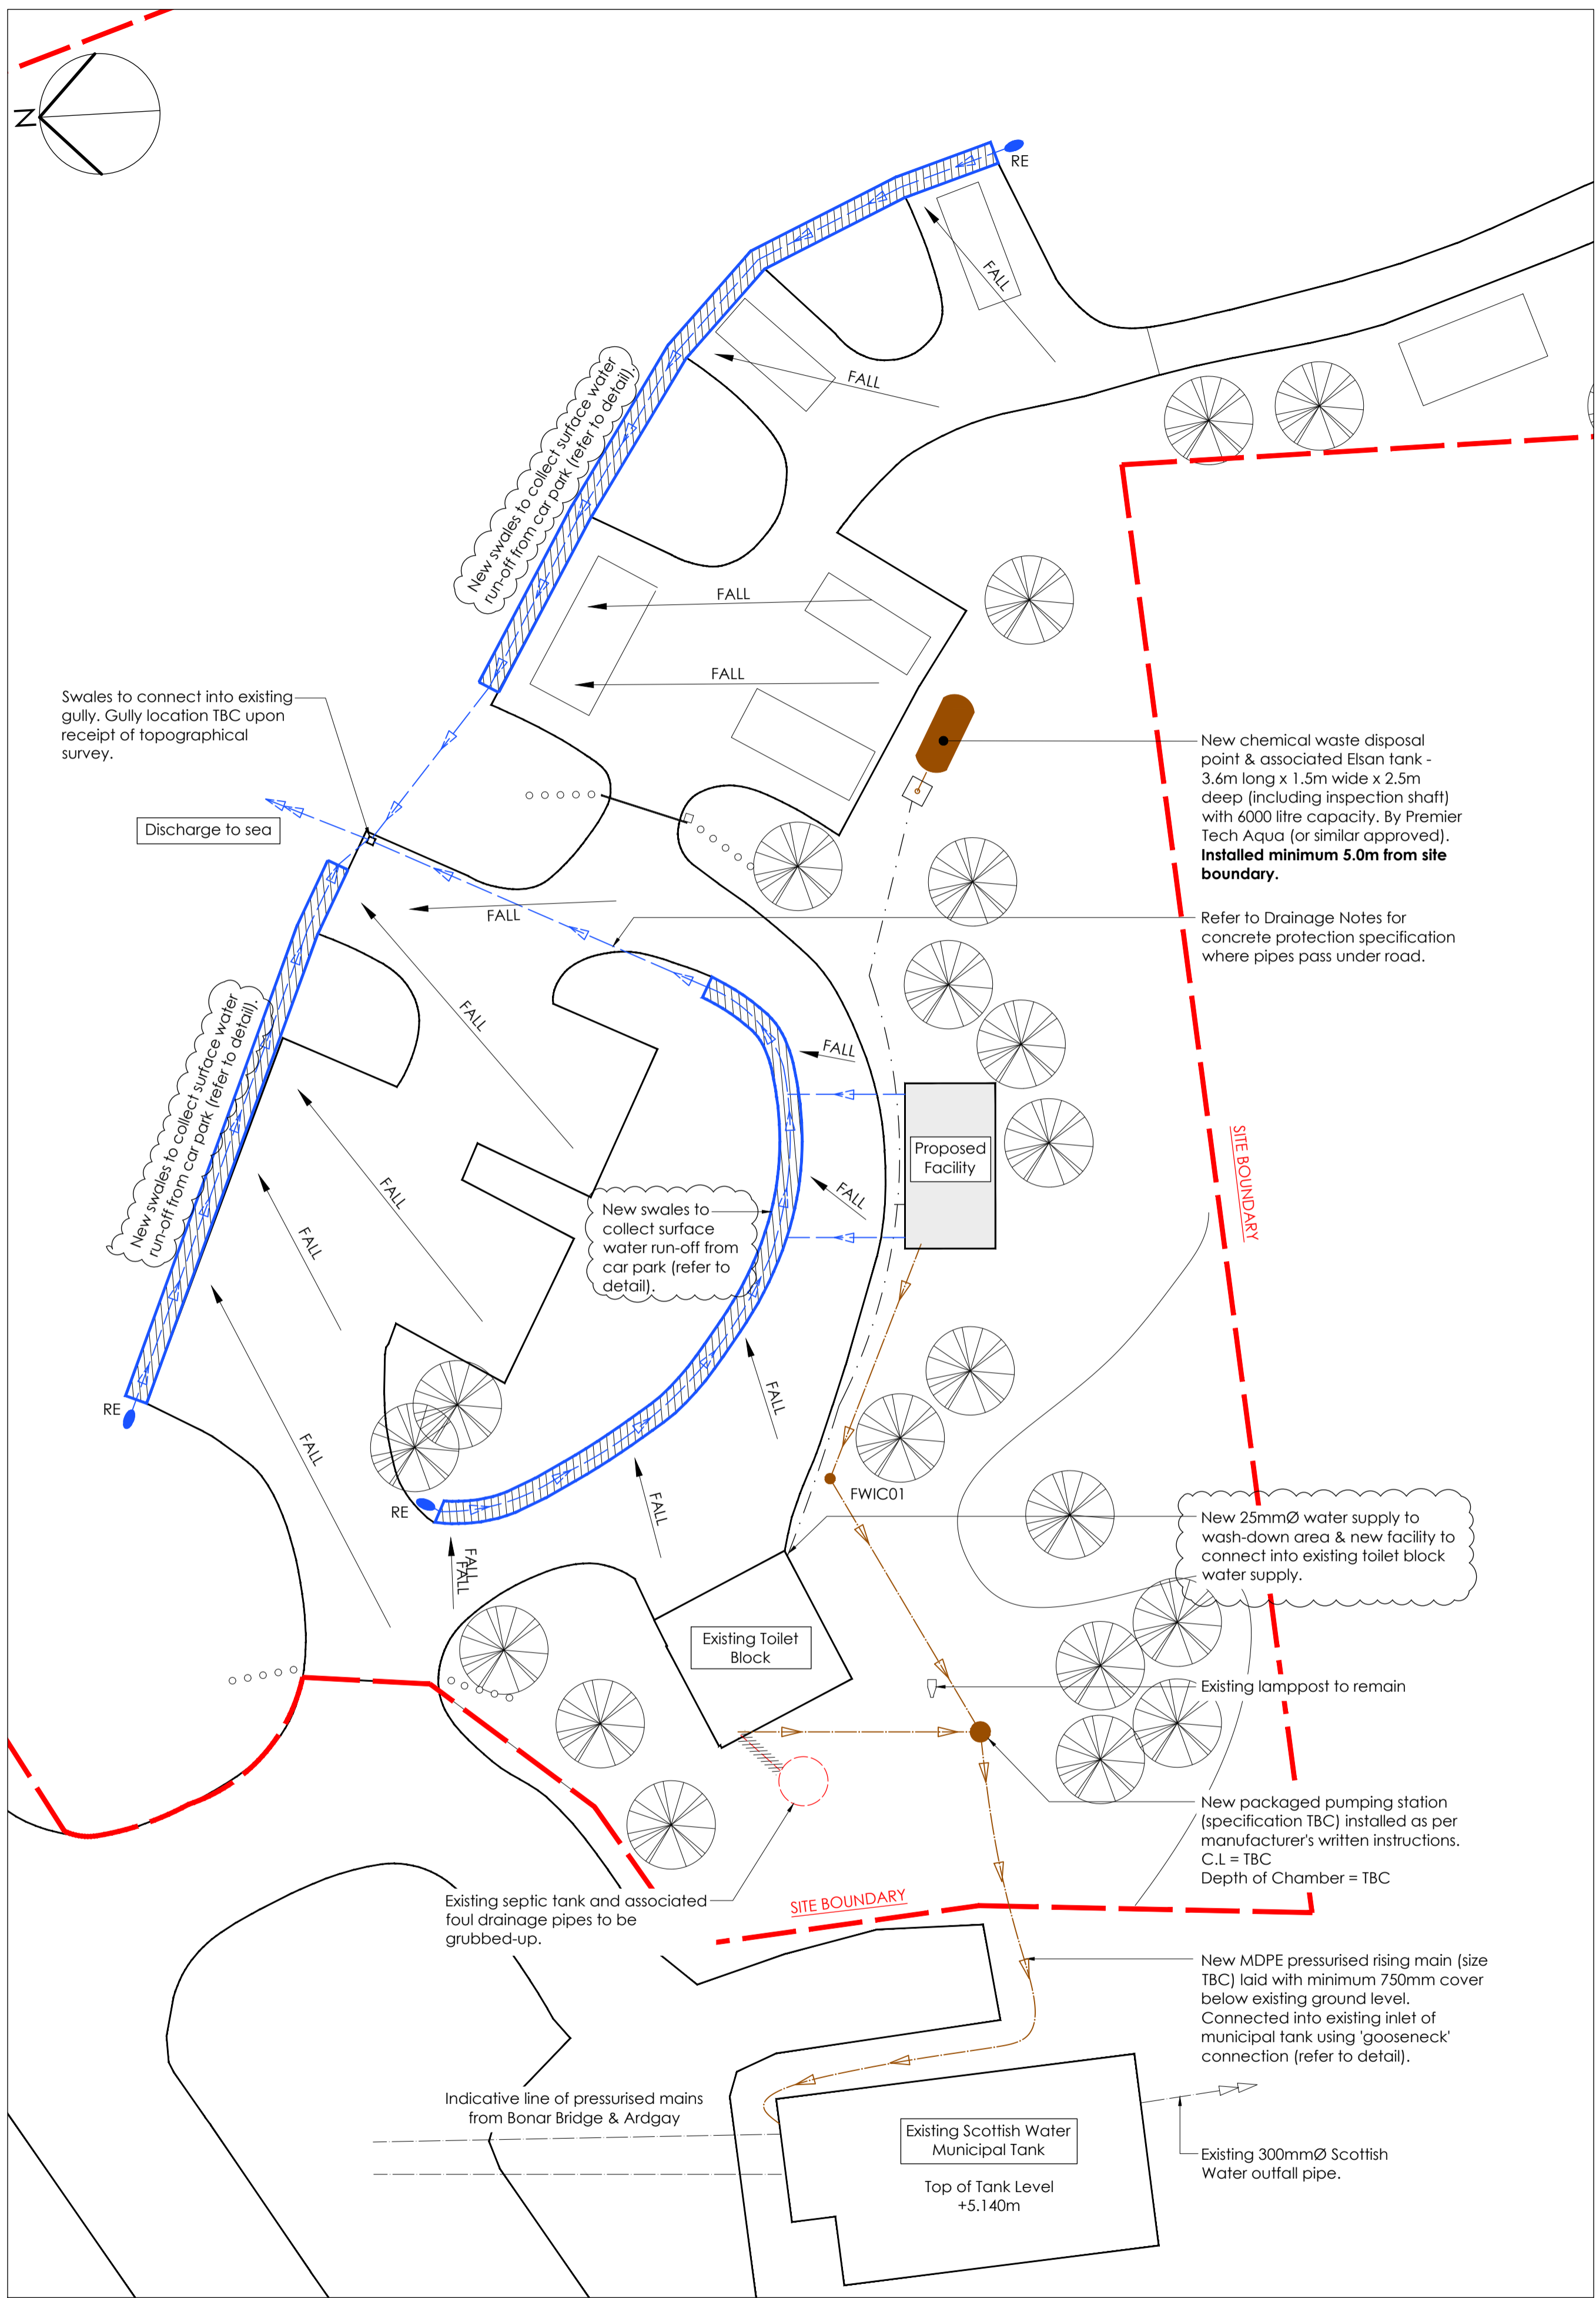 N
RE
FALL
FALL
New swales to collect surface water
run-off from car park (refer to detail).
FALL
FALL
Swales to connect into existing
gully. Gully location TBC upon
receipt of topographical
survey.
New chemical waste disposal
point & associated Elsan tank -
3.6m long x 1.5m wide x 2.5m
deep (including inspection shaft)
with 6000 litre capacity. By Premier
Tech Aqua (or similar approved).
Installed minimum 5.0m from site
boundary.
Discharge to sea
FALL
Refer to Drainage Notes for
concrete protection specification
where pipes pass under road.
FALL
FALL
New swales to collect surface water
run-off from car park (refer to detail).
Proposed
Facility
SITE BOUNDARY
FALL
FALL
FALL
New swales to
collect surface
water run-off from
car park (refer to
detail).
RE
FALL
FALL
FALL
RE
FWIC01
New 25mmØ water supply to
wash-down area & new facility to
connect into existing toilet block
water supply.
FALL
FALL
Existing Toilet
Block
Existing lamppost to remain
New packaged pumping station
(specification TBC) installed as per
manufacturer's written instructions.
C.L = TBC
Depth of Chamber = TBC
Existing septic tank and associated
foul drainage pipes to be
grubbed-up.
SITE BOUNDARY
New MDPE pressurised rising main (size
TBC) laid with minimum 750mm cover
below existing ground level.
Connected into existing inlet of
municipal tank using 'gooseneck'
connection (refer to detail).
Indicative line of pressurised mains
from Bonar Bridge & Ardgay
Existing Scottish Water
Municipal Tank
Top of Tank Level
+5.140m
Existing 300mmØ Scottish
Water outfall pipe.